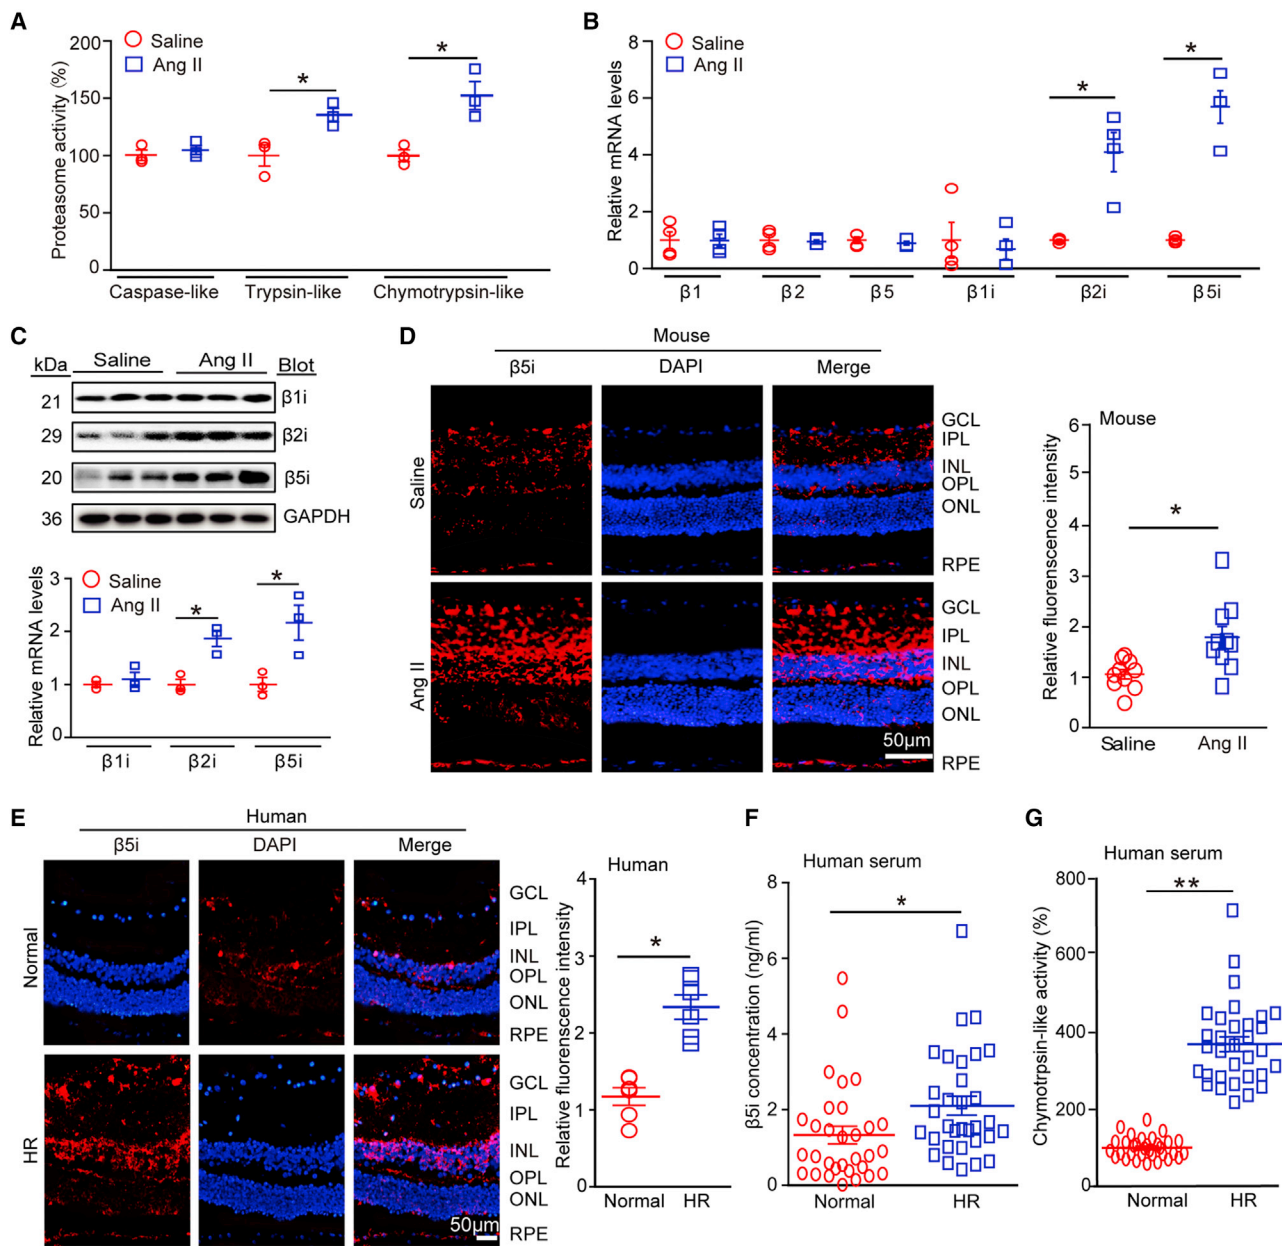 A
Proteasome activity (%)
200
150
100
50
0
Saline
Ang II
*
*
Caspase-like
Trypsin-like
Chymotrypsin-like
B
Relative mRNA levels
8
6
4
2
0
Saline
Ang II
*
*
β1
β2
β5
β1i
β2i
β5i
C
kDa
Saline
Ang II
Blot
21
β1i
29
β2i
20
β5i
36
GAPDH
Relative mRNA levels
3
2
1
0
Saline
Ang II
*
*
β1i
β2i
β5i
D
Mouse
β5i
DAPI
Merge
Saline
GCL
IPL
INL
OPL
ONL
RPE
Ang II
GCL
IPL
INL
OPL
ONL
RPE
50μm
Mouse
Relative fluorenscence intensity
6
5
4
3
2
1
0
*
Saline
Ang II
E
Human
β5i
DAPI
Merge
Normal
GCL
IPL
INL
OPL
ONL
RPE
HR
GCL
IPL
INL
OPL
ONL
RPE
50μm
Human
Relative fluorenscence intensity
4
3
2
1
0
*
Normal
HR
F
Human serum
β5i concentration (ng/ml)
8
6
4
2
0
*
Normal
HR
G
Human serum
Chymotrpsin-like activity (%)
800
600
400
200
0
**
Normal
HR